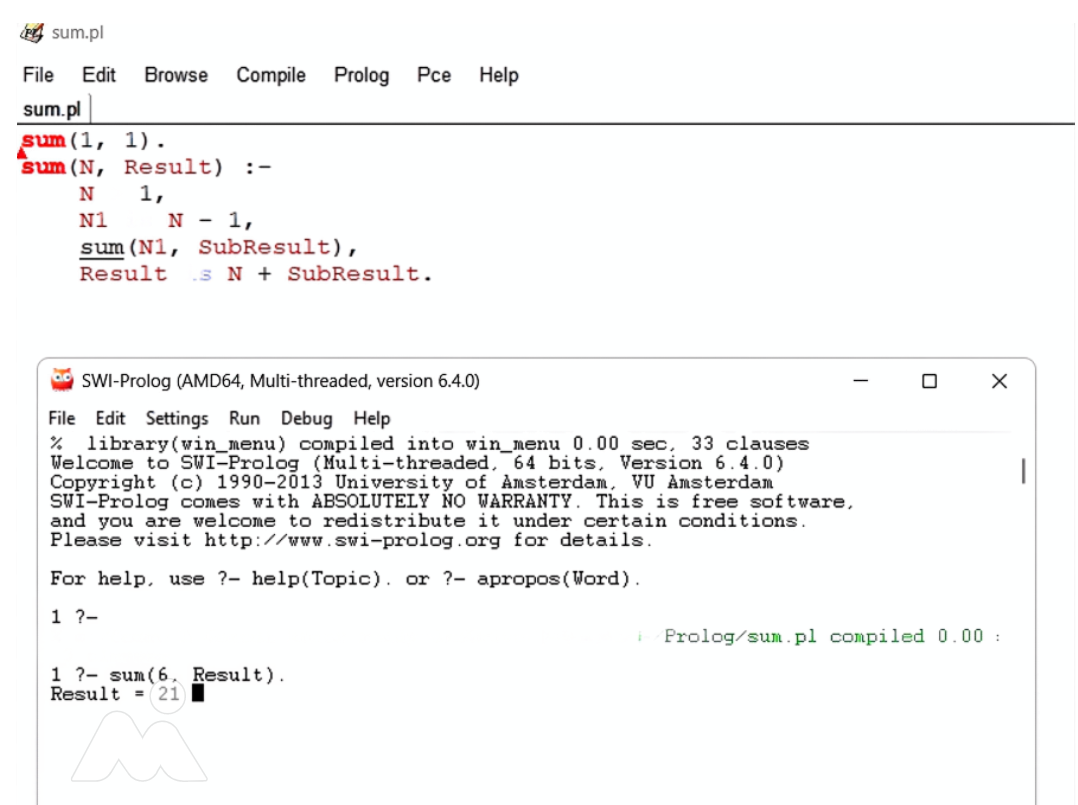 sum.pl
File Edit Browse Compile Prolog Pce Help
sum.pl
sum(1, 1).
sum(N, Result) :-
N 1,
N1 N - 1,
sum(N1, SubResult),
Result s N + SubResult.
SWI-Prolog (AMD64, Multi-threaded, version 6.4.0)
File Edit Settings Run Debug Help
% library(win_menu) compiled into win_menu 0.00 sec, 33 clauses
Welcome to SWI-Prolog (Multi-threaded, 64 bits, Version 6.4.0)
Copyright (c) 1990-2013 University of Amsterdam, VU Amsterdam
SWI-Prolog comes with ABSOLUTELY NO WARRANTY. This is free software,
and you are welcome to redistribute it under certain conditions.
Please visit http://www.swi-prolog.org for details.
For help, use ?- help(Topic). or ?- apropos(Word).
1 ?-
Prolog/sum.pl compiled 0.00 :
1 ?- sum(6, Result).
Result = 21